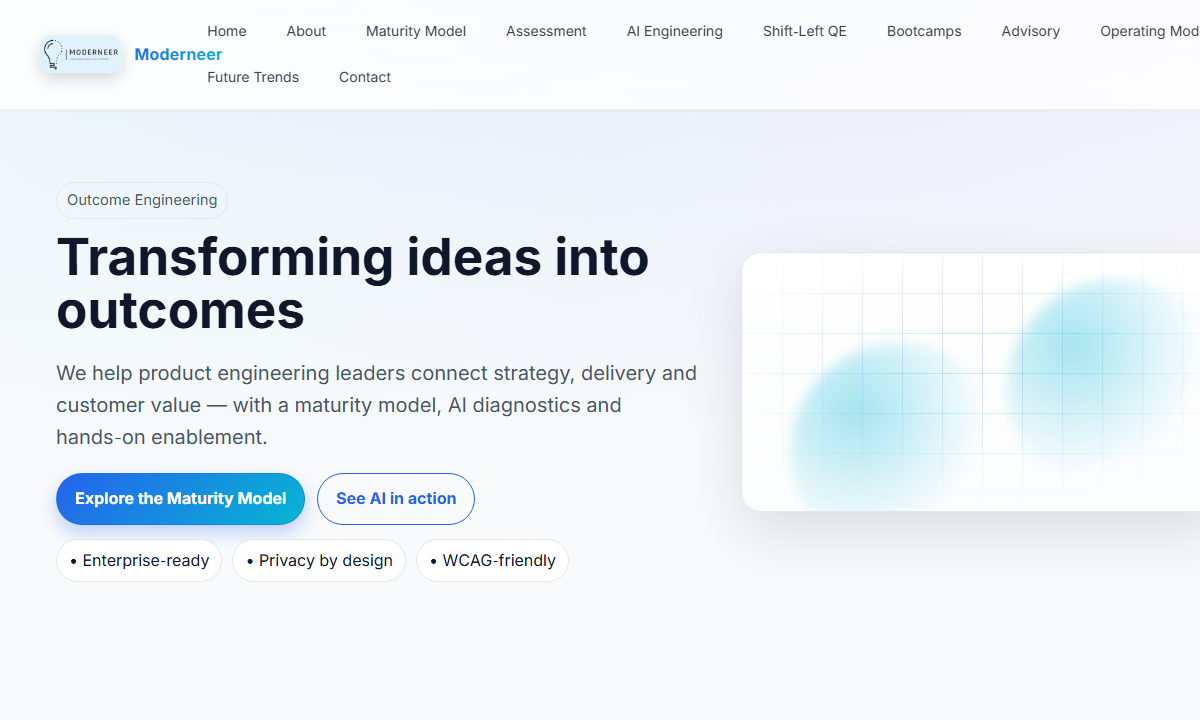 Home About Maturity Model Assessment AI Engineering Shift-Left QE Bootcamps Advisory Operating Mod
MODERNEER
Moderneer
Future Trends Contact
Outcome Engineering
Transforming ideas into
outcomes
We help product engineering leaders connect strategy, delivery and
customer value — with a maturity model, AI diagnostics and
hands-on enablement.
Explore the Maturity Model See AI in action
• Enterprise-ready • Privacy by design • WCAG-friendly